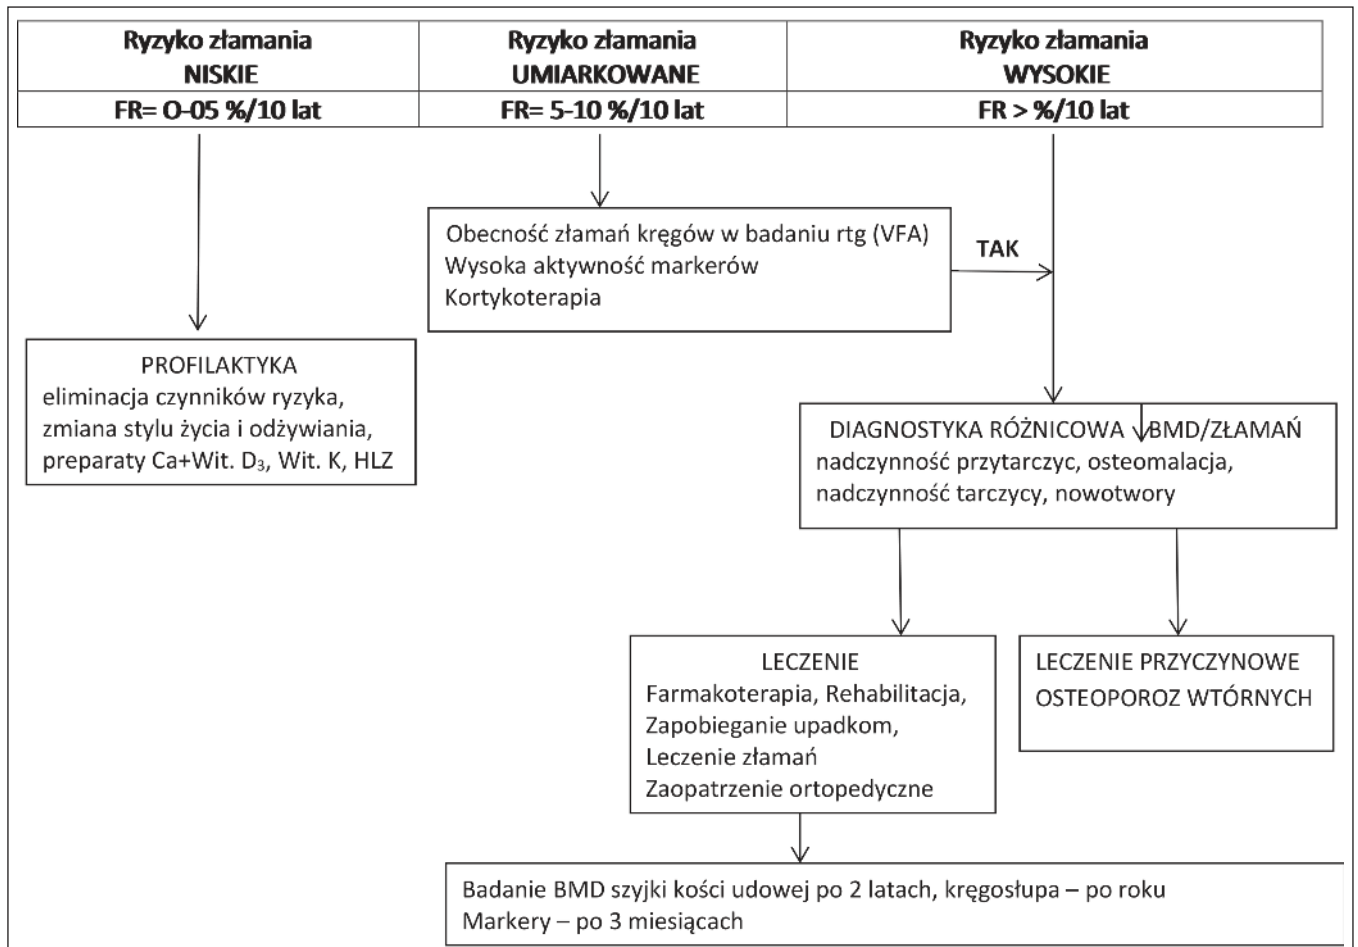 Ryzyko złamania
NISKIE
Ryzyko złamania
UMIARKOWANE
Ryzyko złamania
WYSOKIE
FR= O-05 %/10 lat
FR= 5-10 %/10 lat
FR > %/10 lat
Obecność złamań kręgów w badaniu rtg (VFA)
Wysoka aktywność markerów
Kortykoterapia
TAK
PROFILAKTYKA
eliminacja czynników ryzyka,
zmiana stylu życia i odżywiania,
preparaty Ca+Wit. D₃, Wit. K, HLZ
DIAGNOSTYKA RÓŻNICOWA ↓BMD/ZŁAMAŃ
nadczynność przytarczyc, osteomalacja,
nadczynność tarczycy, nowotwory
LECZENIE
Farmakoterapia, Rehabilitacja,
Zapobieganie upadkom,
Leczenie złamań
Zaopatrzenie ortopedyczne
LECZENIE PRZYCZYNOWE
OSTEOPOROZ WTÓRNYCH
Badanie BMD szyjki kości udowej po 2 latach, kręgosłupa – po roku
Markery – po 3 miesiącach